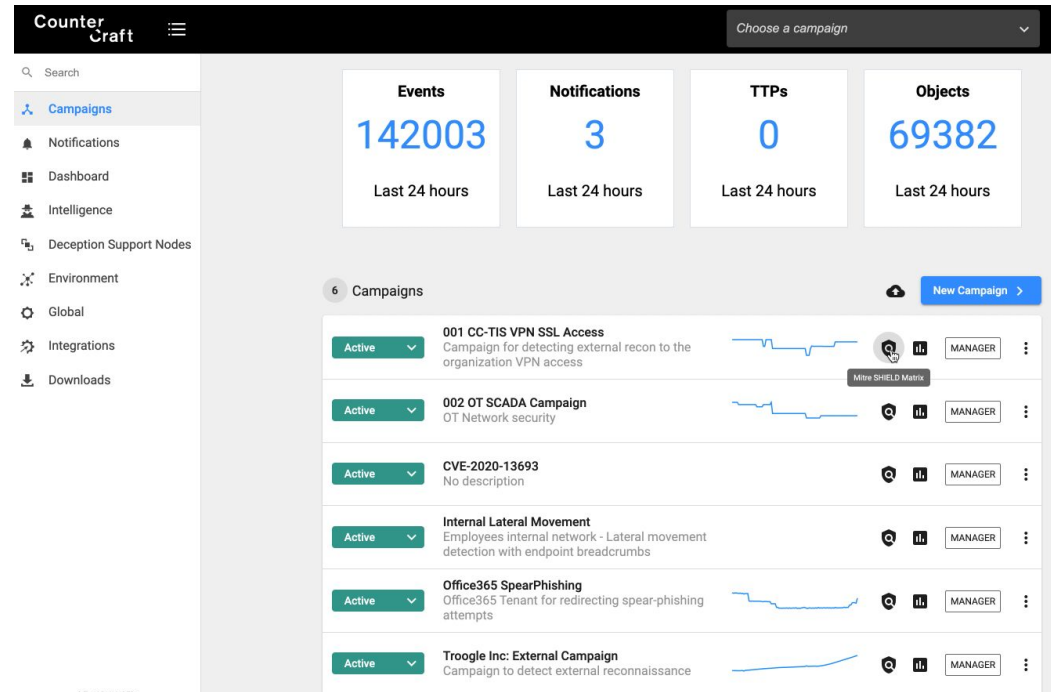 Counter
Craft
Choose a campaign
Search
Campaigns
Notifications
Dashboard
Intelligence
Deception Support Nodes
Environment
Global
Integrations
Downloads
Events
142003
Last 24 hours
Notifications
3
Last 24 hours
TTPs
0
Last 24 hours
Objects
69382
Last 24 hours
6 Campaigns
New Campaign
Active
001 CC-TIS VPN SSL Access
Campaign for detecting external recon to the
organization VPN access
MANAGER
Mitre SHIELD Matrix
Active
002 OT SCADA Campaign
OT Network security
MANAGER
Active
CVE-2020-13693
No description
MANAGER
Active
Internal Lateral Movement
Employees internal network - Lateral movement
detection with endpoint breadcrumbs
MANAGER
Active
Office365 SpearPhishing
Office365 Tenant for redirecting spear-phishing
attempts
MANAGER
Active
Troogle Inc: External Campaign
Campaign to detect external reconnaissance
MANAGER